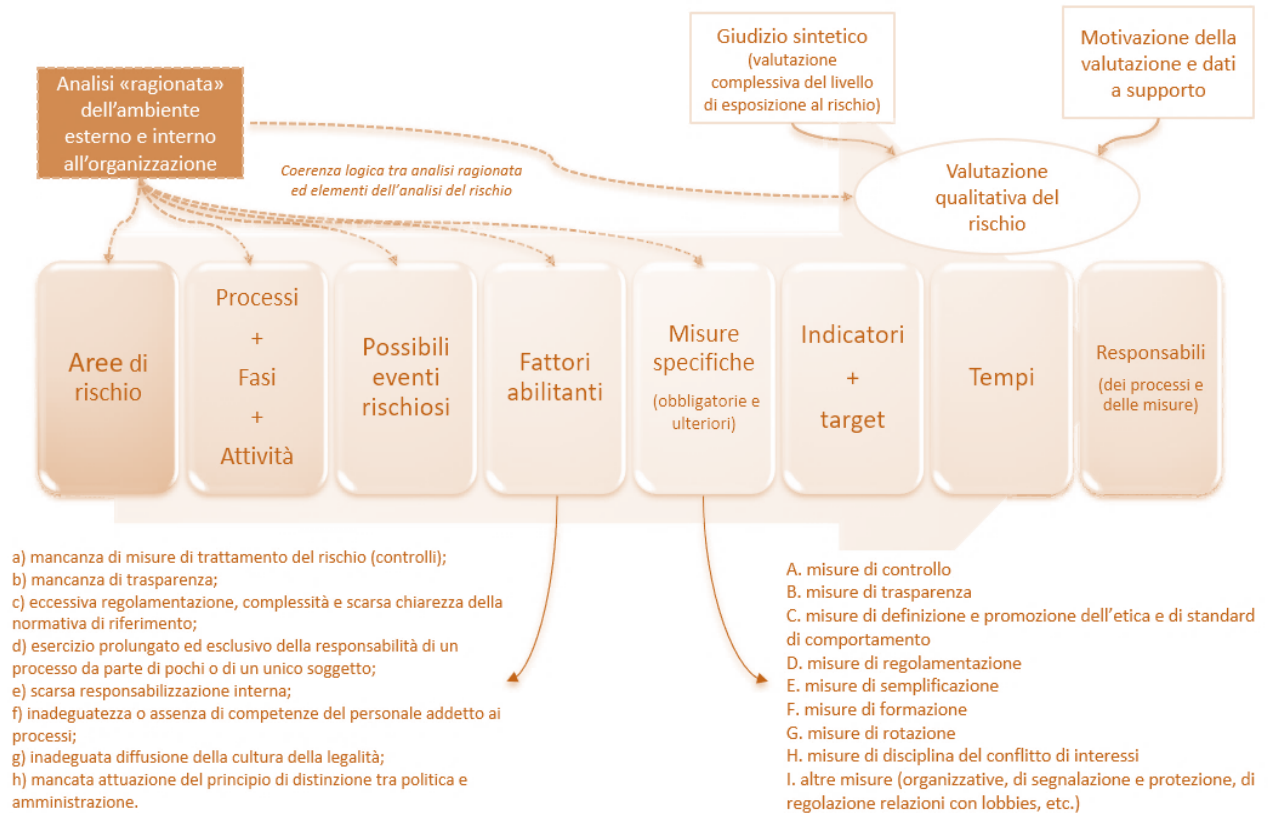 Analisi «ragionata»
dell'ambiente
esterno e interno
all'organizzazione
Giudizio sintetico
(valutazione
complessiva del livello
di esposizione al rischio)
Motivazione della
valutazione e dati
a supporto
Coerenza logica tra analisi ragionata
ed elementi dell'analisi del rischio
Valutazione
qualitativa del
rischio
Aree di
rischio
Processi
+
Fasi
+
Attività
Possibili
eventi
rischiosi
Fattori
abilitanti
Misure
specifiche
(obbligatorie e
ulteriori)
Indicatori
+
target
Tempi
Responsabili
(dei processi e
delle misure)
a) mancanza di misure di trattamento del rischio (controlli);
b) mancanza di trasparenza;
c) eccessiva regolamentazione, complessità e scarsa chiarezza della
normativa di riferimento;
d) esercizio prolungato ed esclusivo della responsabilità di un
processo da parte di pochi o di un unico soggetto;
e) scarsa responsabilizzazione interna;
f) inadeguatezza o assenza di competenze del personale addetto ai
processi;
g) inadeguata diffusione della cultura della legalità;
h) mancata attuazione del principio di distinzione tra politica e
amministrazione.
A. misure di controllo
B. misure di trasparenza
C. misure di definizione e promozione dell'etica e di standard
di comportamento
D. misure di regolamentazione
E. misure di semplificazione
F. misure di formazione
G. misure di rotazione
H. misure di disciplina del conflitto di interessi
I. altre misure (organizzative, di segnalazione e protezione, di
regolazione relazioni con lobbies, etc.)